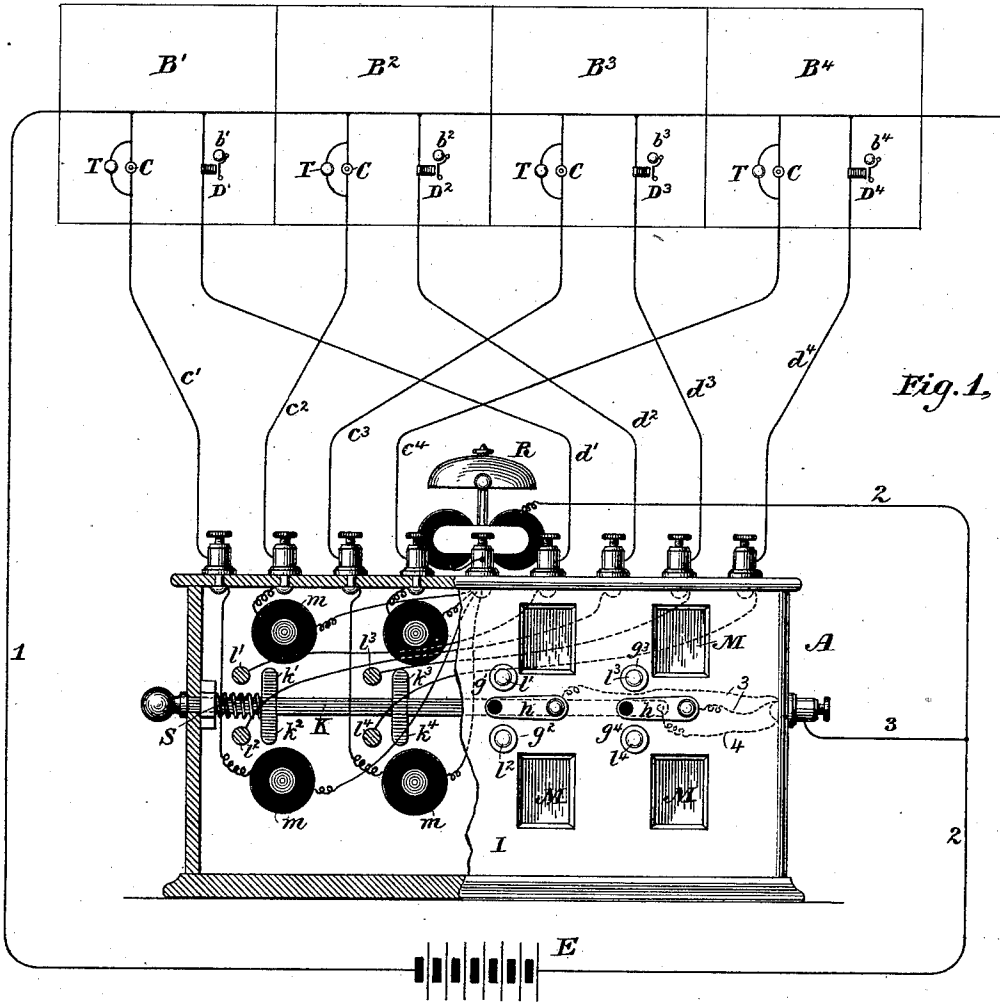 B' B² B³ B⁴
b' b² b³ b⁴
T C T C T C T C
D' D² D³ D⁴
c' c² c³ c⁴ d' d² d³ d⁴
Fig. 1,
R
2
1
m m M A
l' l³ g l' l³ g³
k' k³
S K h h 3
3
l² k² l⁴ k⁴ l² g² g⁴ l⁴ 4
m m M M
I
2
E